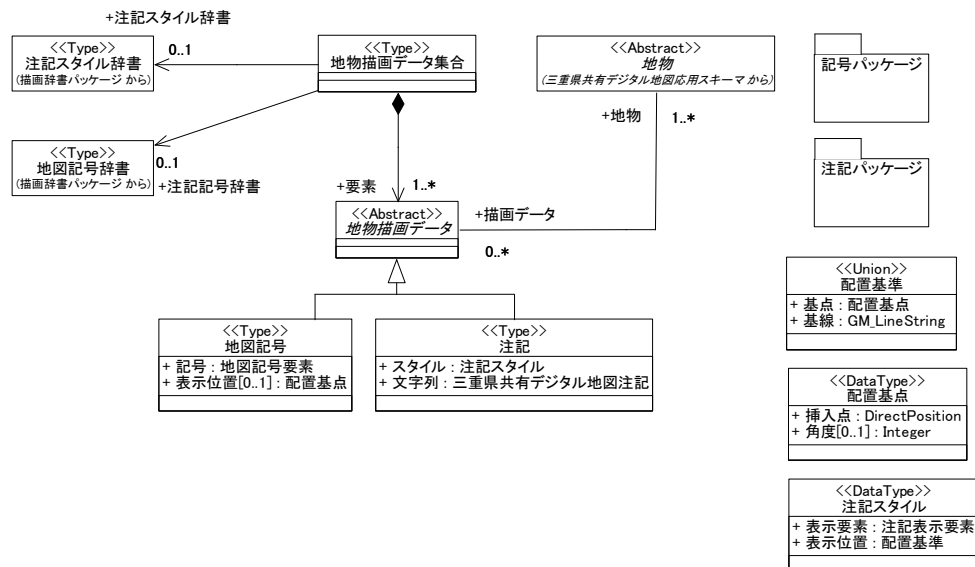 +注記スタイル辞書
<<Type>>
注記スタイル辞書
(描画辞書パッケージ から)
0..1
<<Type>>
地物描画データ集合
<<Abstract>>
地物
(三重県共有デジタル地図応用スキーマ から)
記号パッケージ
+地物
1..*
<<Type>>
地図記号辞書
(描画辞書パッケージ から)
0..1
+注記記号辞書
注記パッケージ
+要素
1..*
<<Abstract>>
地物描画データ
+描画データ
0..*
<<Union>>
配置基準
+ 基点 : 配置基点
+ 基線 : GM_LineString
<<Type>>
地図記号
+ 記号 : 地図記号要素
+ 表示位置[0..1] : 配置基点
<<Type>>
注記
+ スタイル : 注記スタイル
+ 文字列 : 三重県共有デジタル地図注記
<<DataType>>
配置基点
+ 挿入点 : DirectPosition
+ 角度[0..1] : Integer
<<DataType>>
注記スタイル
+ 表示要素 : 注記表示要素
+ 表示位置 : 配置基準